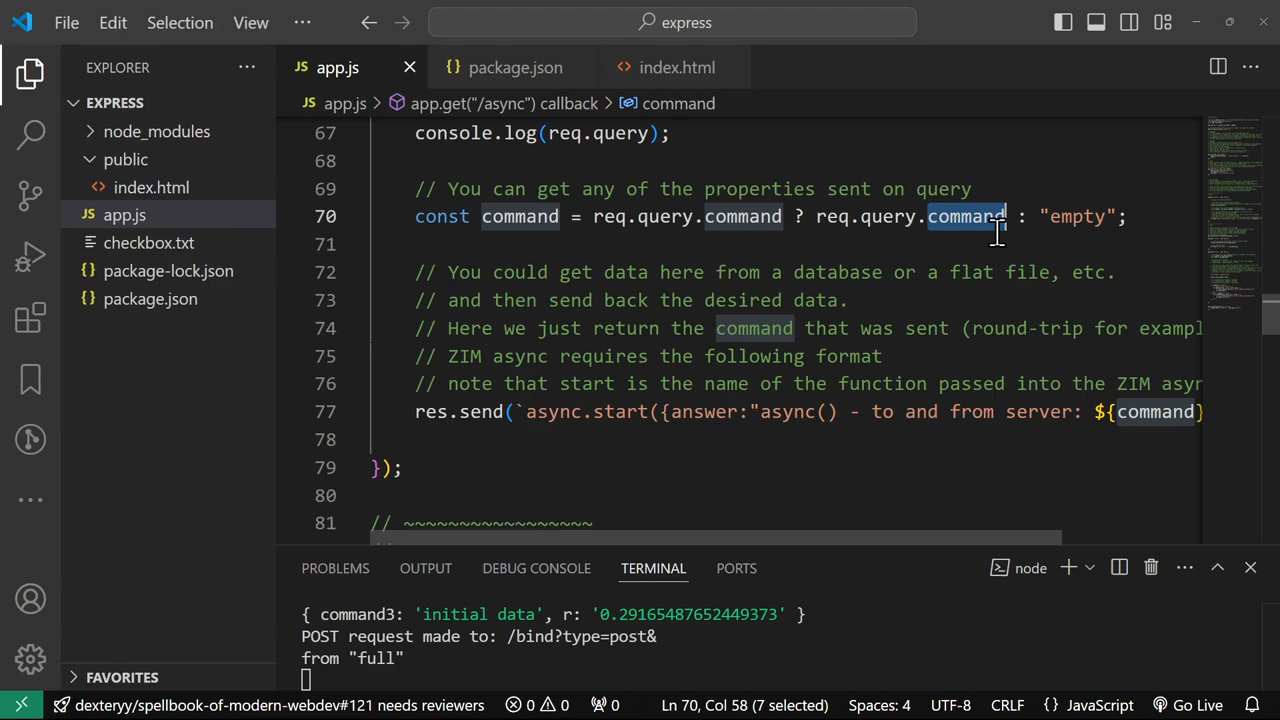 File Edit Selection View ··· express
EXPLORER ···
JS app.js
{} package.json
<> index.html
EXPRESS
JS app.js > app.get("/async") callback > command
node_modules
public
<> index.html
JS app.js
checkbox.txt
{} package-lock.json
{} package.json
67 console.log(req.query);
68
69 // You can get any of the properties sent on query
70 const command = req.query.command ? req.query.command : "empty";
71
72 // You could get data here from a database or a flat file, etc.
73 // and then send back the desired data.
74 // Here we just return the command that was sent (round-trip for exampl
75 // ZIM async requires the following format
76 // note that start is the name of the function passed into the ZIM asyn
77 res.send(`async.start({answer:"async() - to and from server: ${command}
78
79 });
80
81 // ~~~~~~~~~~~~~~~~~
PROBLEMS OUTPUT DEBUG CONSOLE TERMINAL PORTS node
{ command3: 'initial data', r: '0.29165487652449373' }
POST request made to: /bind?type=post&
from "full"
FAVORITES
dexteryy/spellbook-of-modern-webdev#121 needs reviewers 0 0 0 Ln 70, Col 58 (7 selected) Spaces: 4 UTF-8 CRLF {} JavaScript Go Live